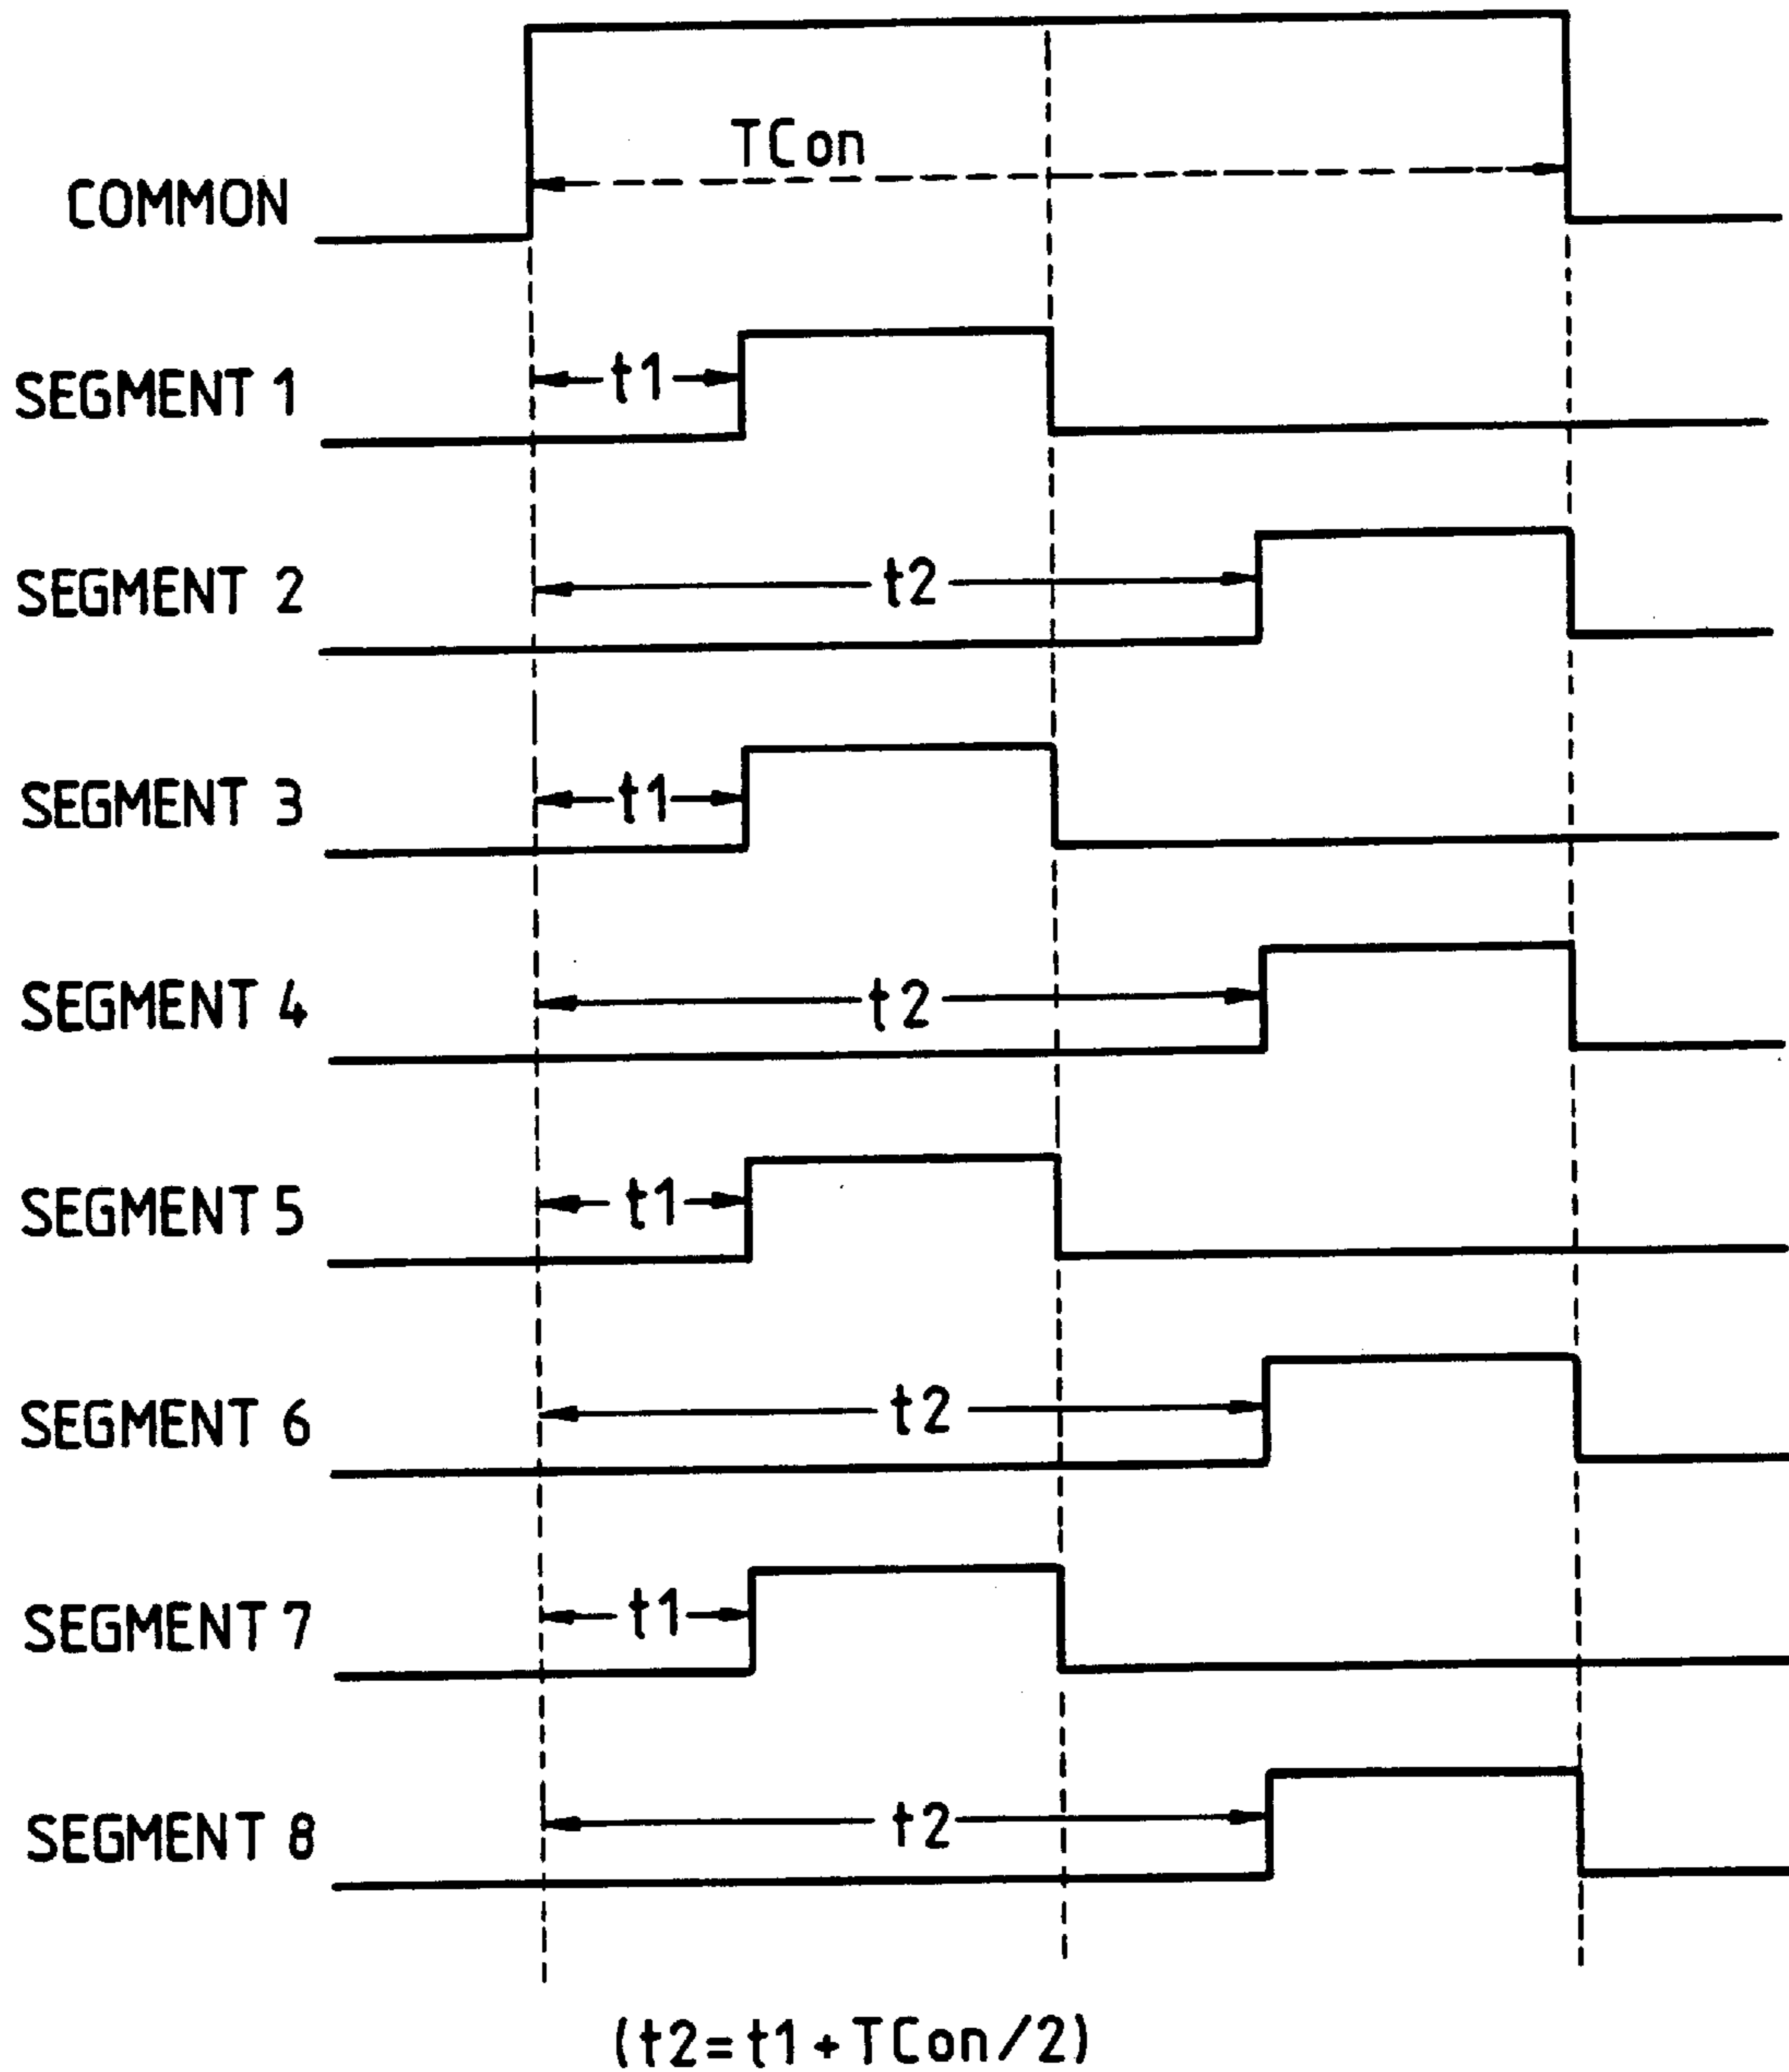 TCon
COMMON
SEGMENT 1
t1
SEGMENT 2
t2
SEGMENT 3
t1
SEGMENT 4
t2
SEGMENT 5
t1
SEGMENT 6
t2
SEGMENT 7
t1
SEGMENT 8
t2
(t2=t1+TCon/2)